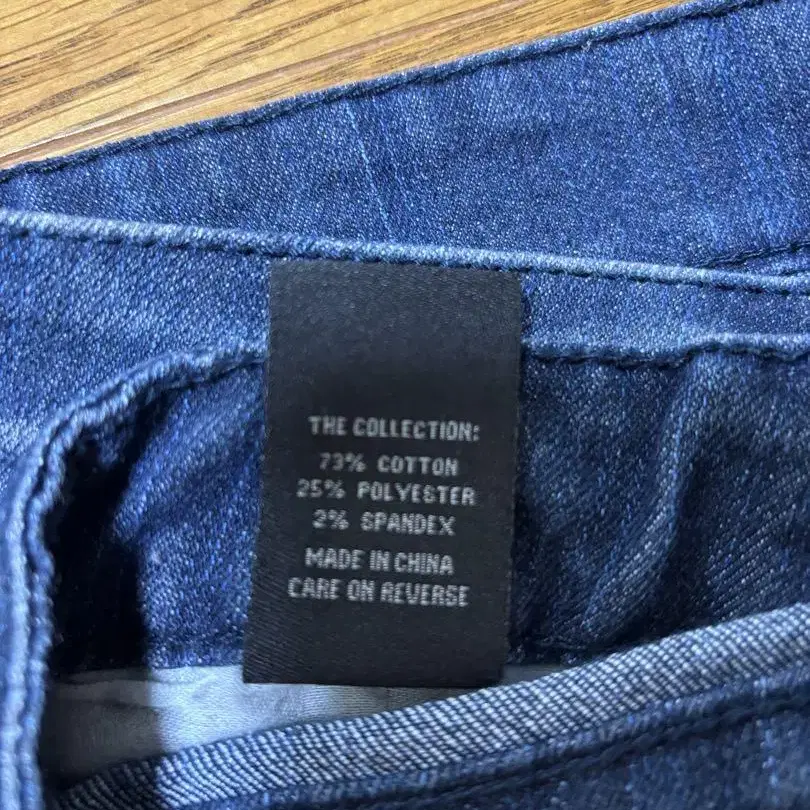 THE COLLECTION:
73% COTTON
25% POLYESTER
2% SPANDEX
MADE IN CHINA
CARE ON REVERSE